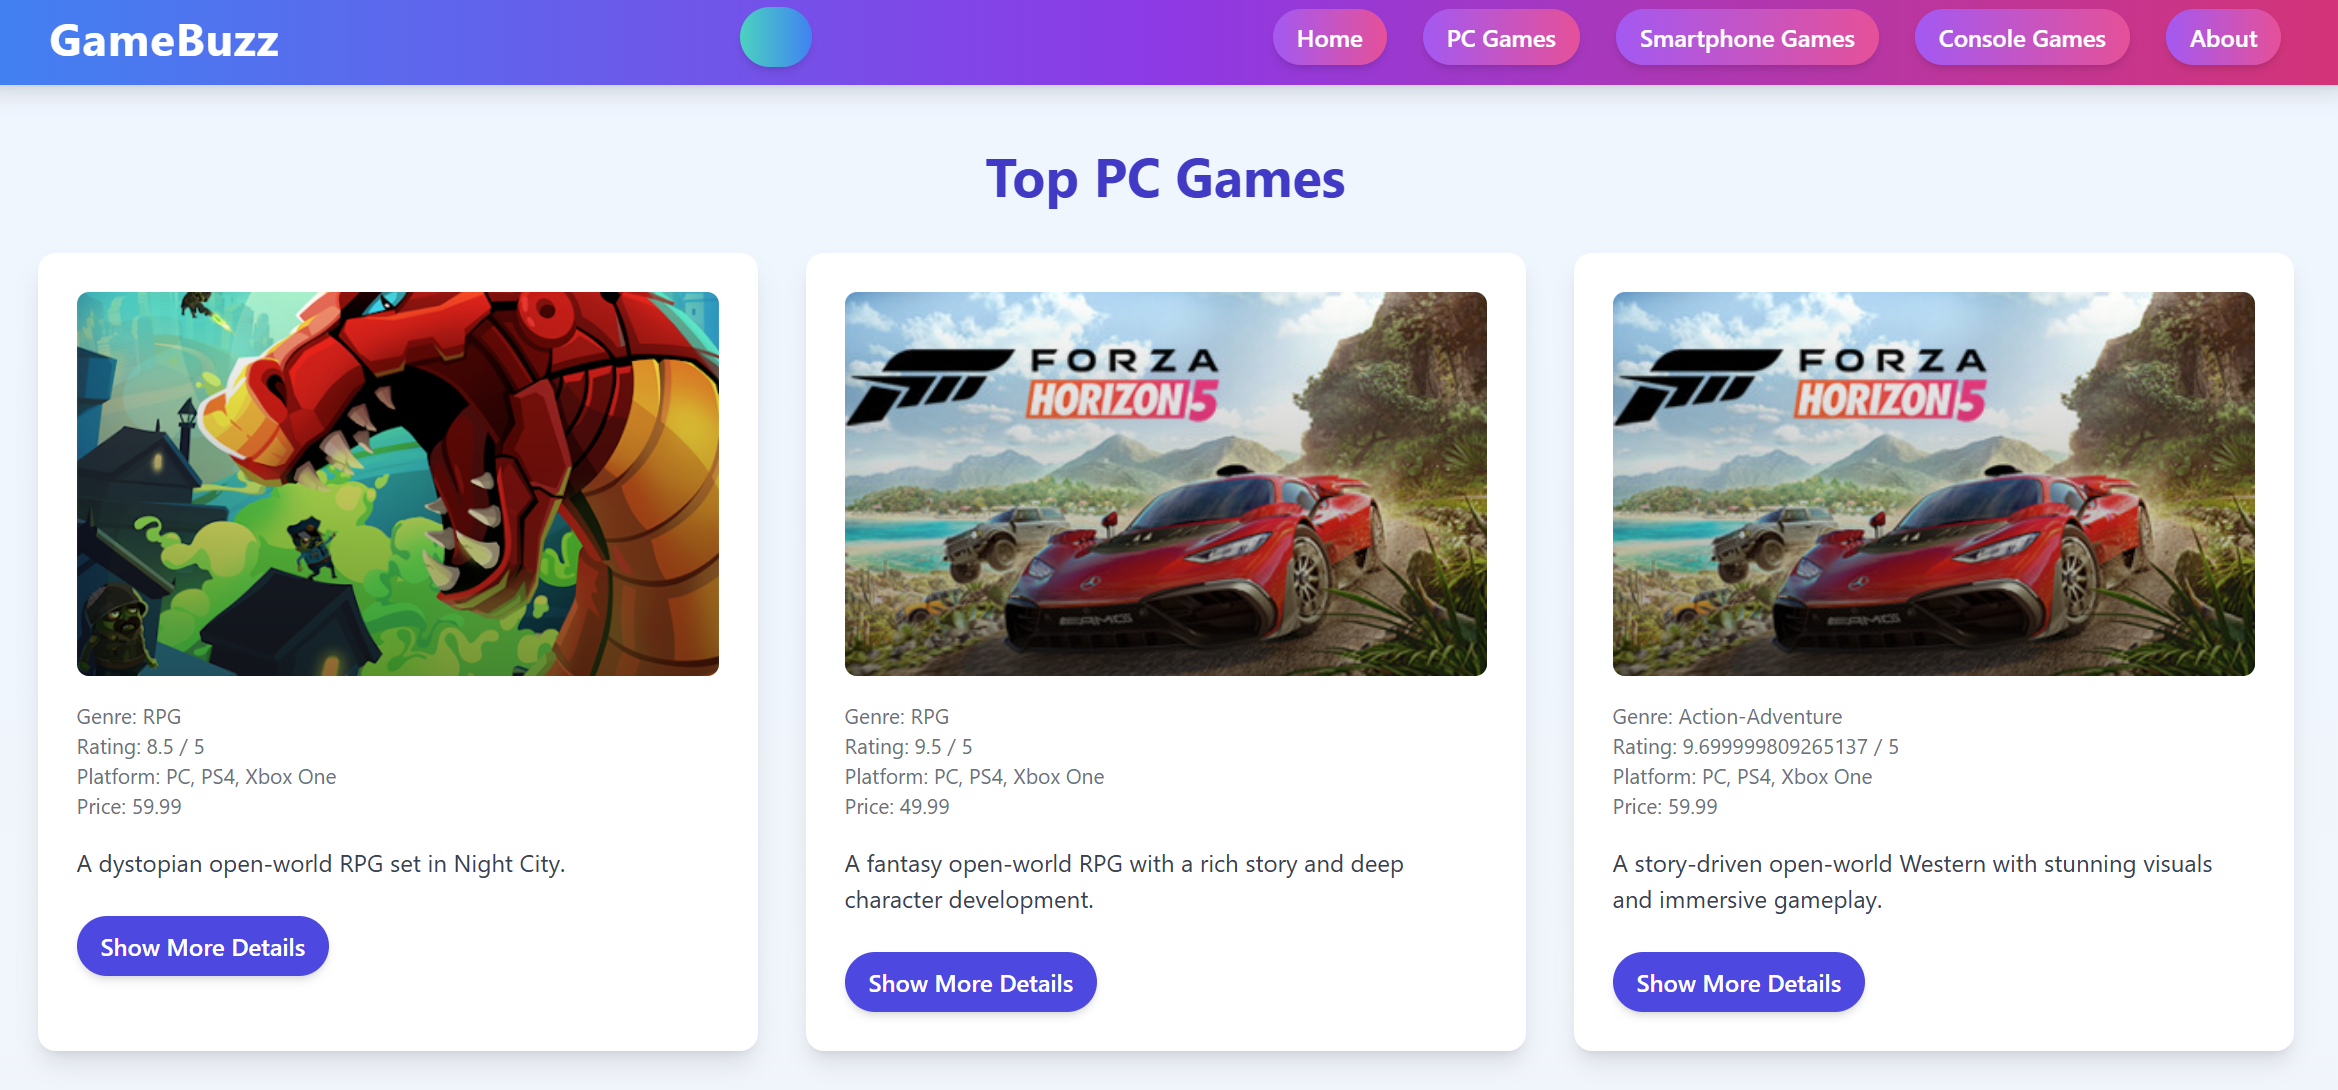 GameBuzz
Home
PC Games
Smartphone Games
Console Games
About
Top PC Games
Genre: RPG
Rating: 8.5 / 5
Platform: PC, PS4, Xbox One
Price: 59.99
A dystopian open-world RPG set in Night City.
Show More Details
FORZA
HORIZON 5
AMG
Genre: RPG
Rating: 9.5 / 5
Platform: PC, PS4, Xbox One
Price: 49.99
A fantasy open-world RPG with a rich story and deep
character development.
Show More Details
FORZA
HORIZON 5
AMG
Genre: Action-Adventure
Rating: 9.699999809265137 / 5
Platform: PC, PS4, Xbox One
Price: 59.99
A story-driven open-world Western with stunning visuals
and immersive gameplay.
Show More Details